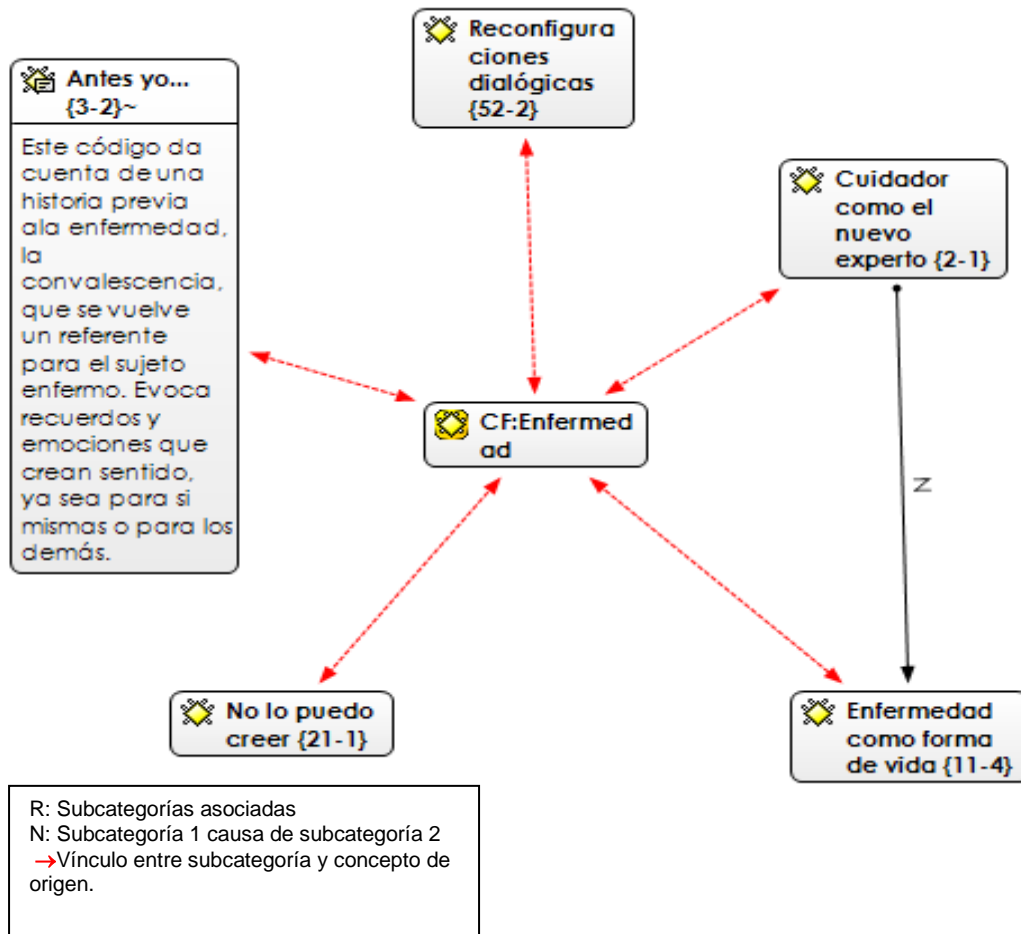 Reconfigura
ciones
dialógicas
{52-2}
Antes yo...
{3-2}~
Este código da
cuenta de una
historia previa
ala enfermedad,
la
convalescencia,
que se vuelve
un referente
para el sujeto
enfermo. Evoca
recuerdos y
emociones que
crean sentido,
ya sea para si
mismas o para los
demás.
Cuidador
como el
nuevo
experto {2-1}
CF:Enfermed
ad
N
No lo puedo
creer {21-1}
Enfermedad
como forma
de vida {11-4}
R: Subcategorías asociadas
N: Subcategoría 1 causa de subcategoría 2
→Vínculo entre subcategoría y concepto de
origen.